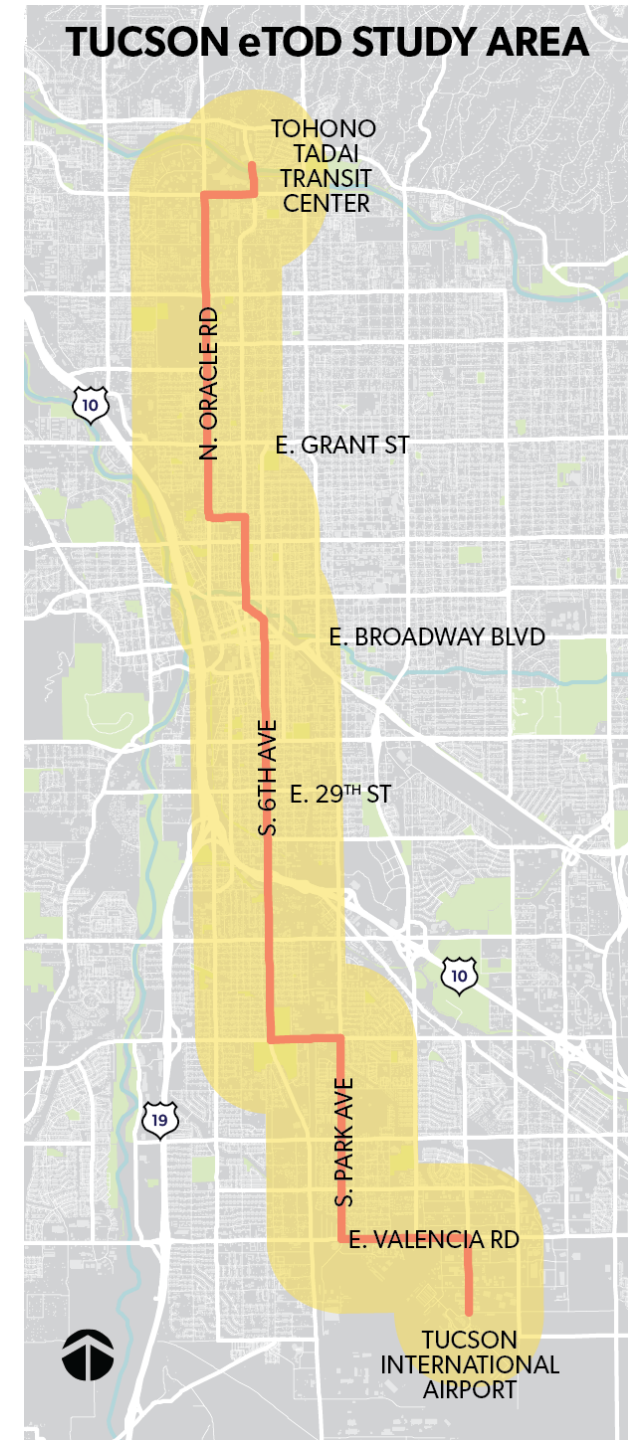 TUCSON eTOD STUDY AREA
TOHONO
TADAI
TRANSIT
CENTER
N. ORACLE RD
10
E. GRANT ST
E. BROADWAY BLVD
S. 6TH AVE
E. 29TH ST
10
19
S. PARK AVE
E. VALENCIA RD
TUCSON
INTERNATIONAL
AIRPORT